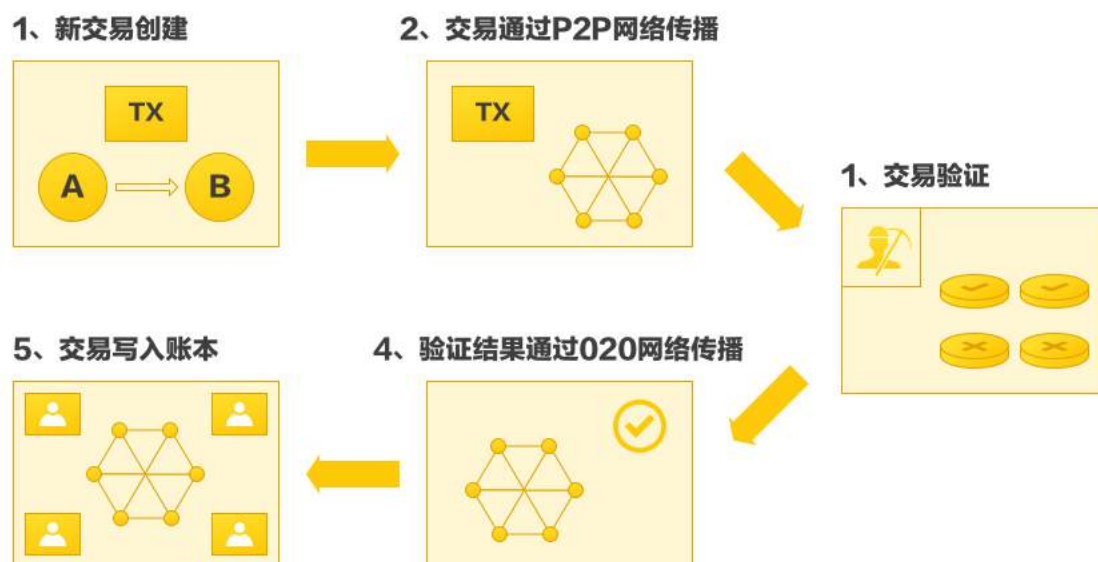 1、新交易创建
TX
A
B
2、交易通过P2P网络传播
TX
1、交易验证
4、验证结果通过020网络传播
5、交易写入账本